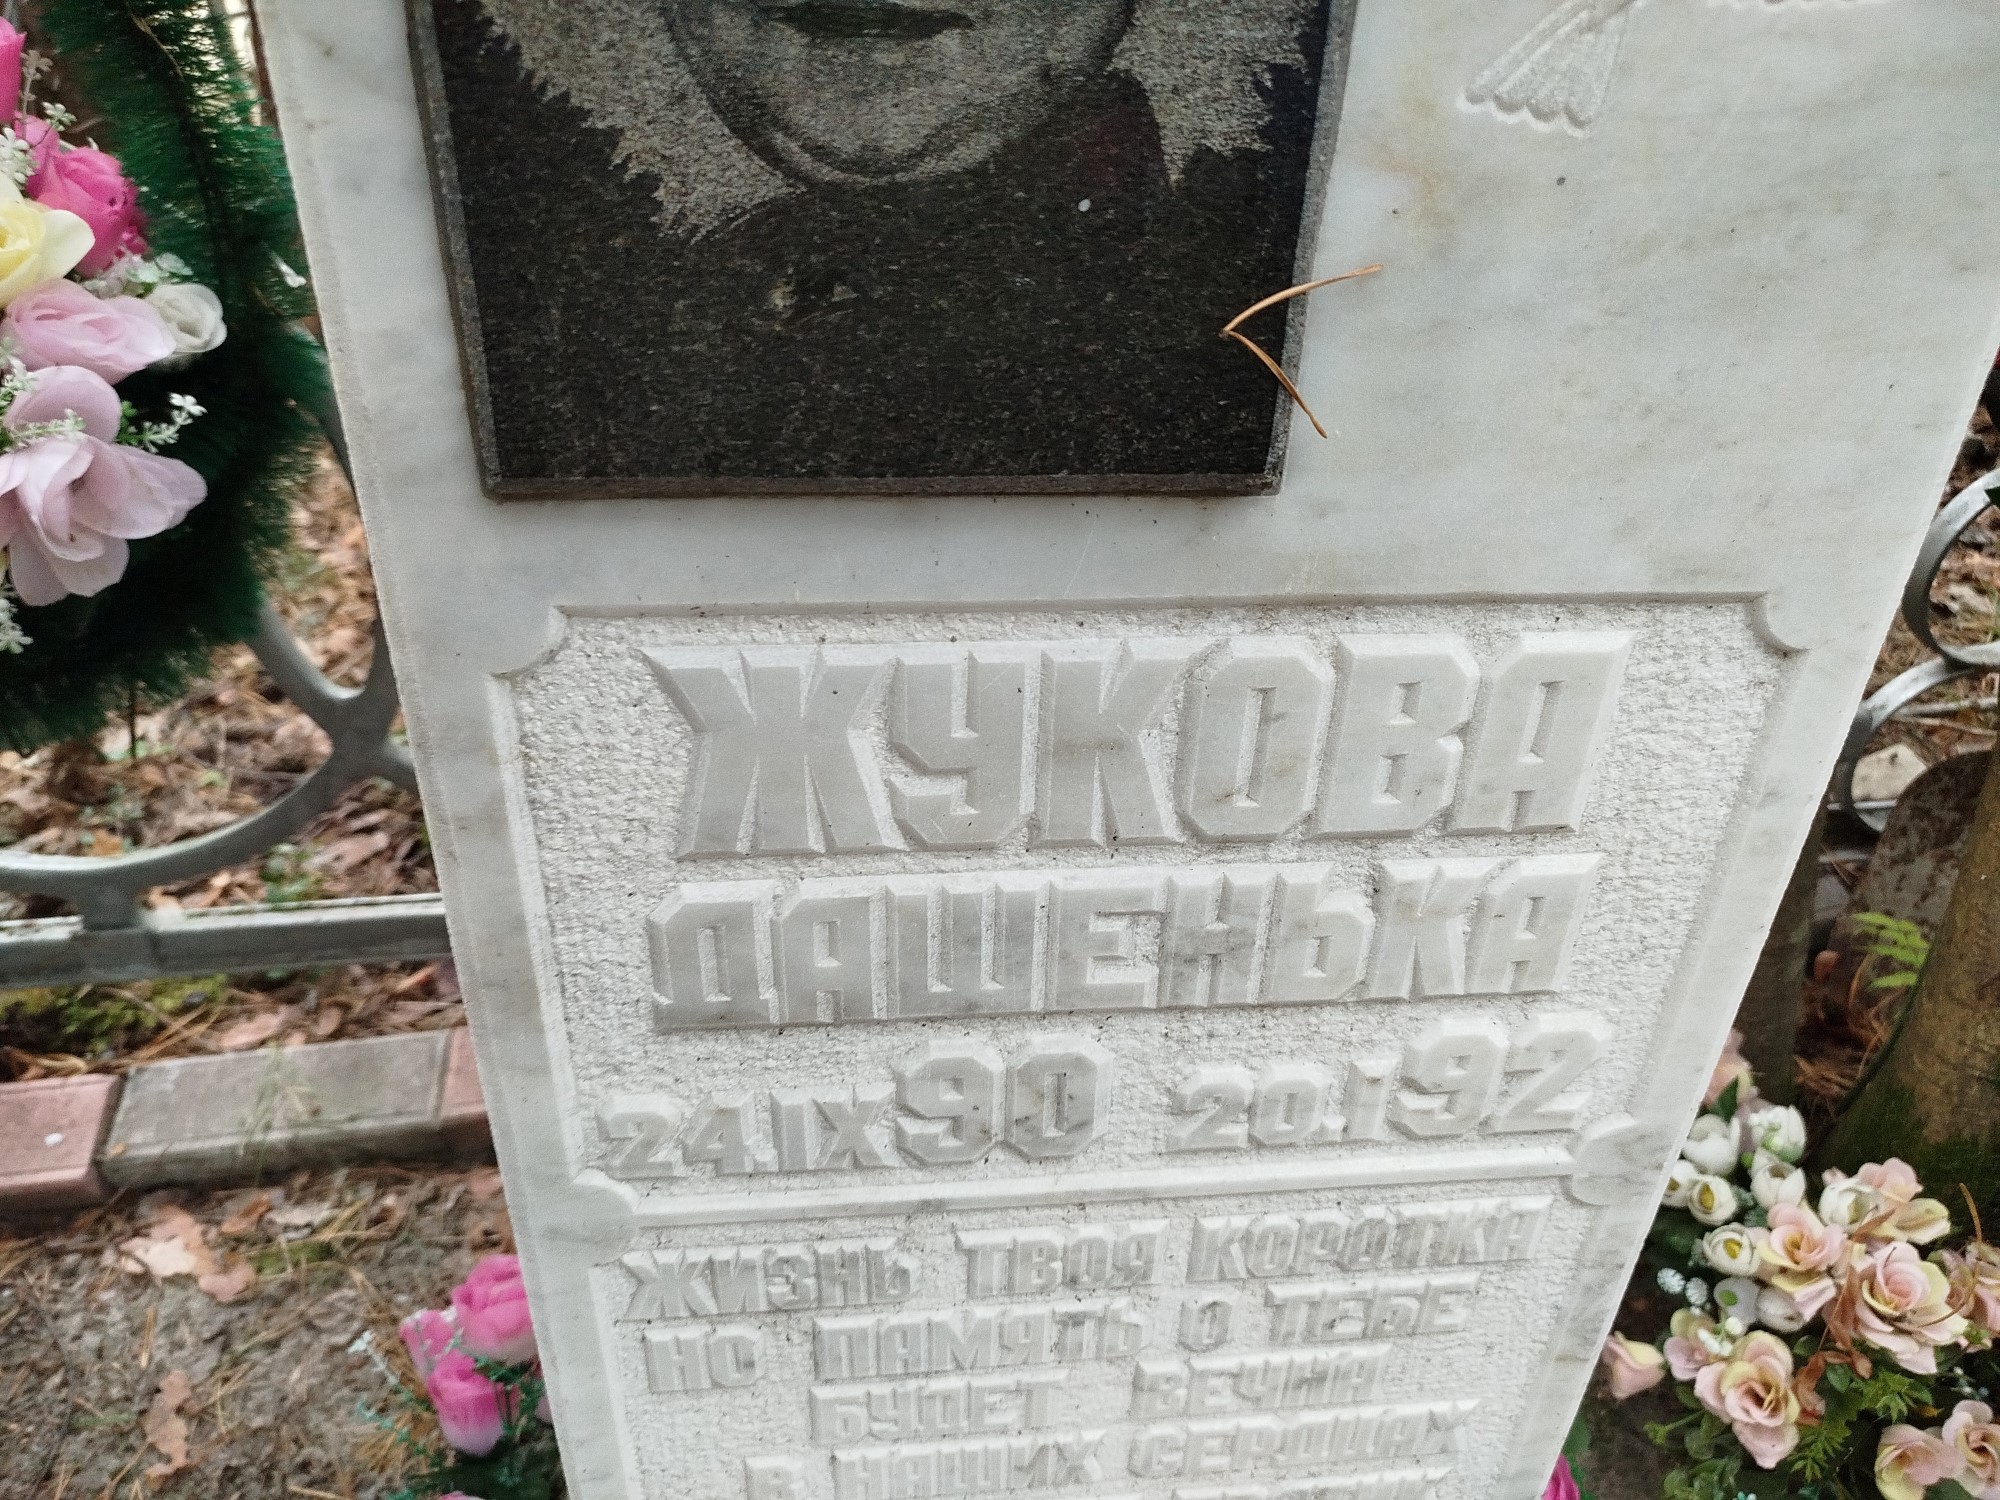 ЖУКОВА
ДАШЕНЬКА
24.IX 90 20.I 92
ЖИЗНЬ ТВОЯ КОРОТКА
НО ПАМЯТЬ О ТЕБЕ
БУДЕТ ВЕЧНА
В НАШИХ СЕРДЦАХ